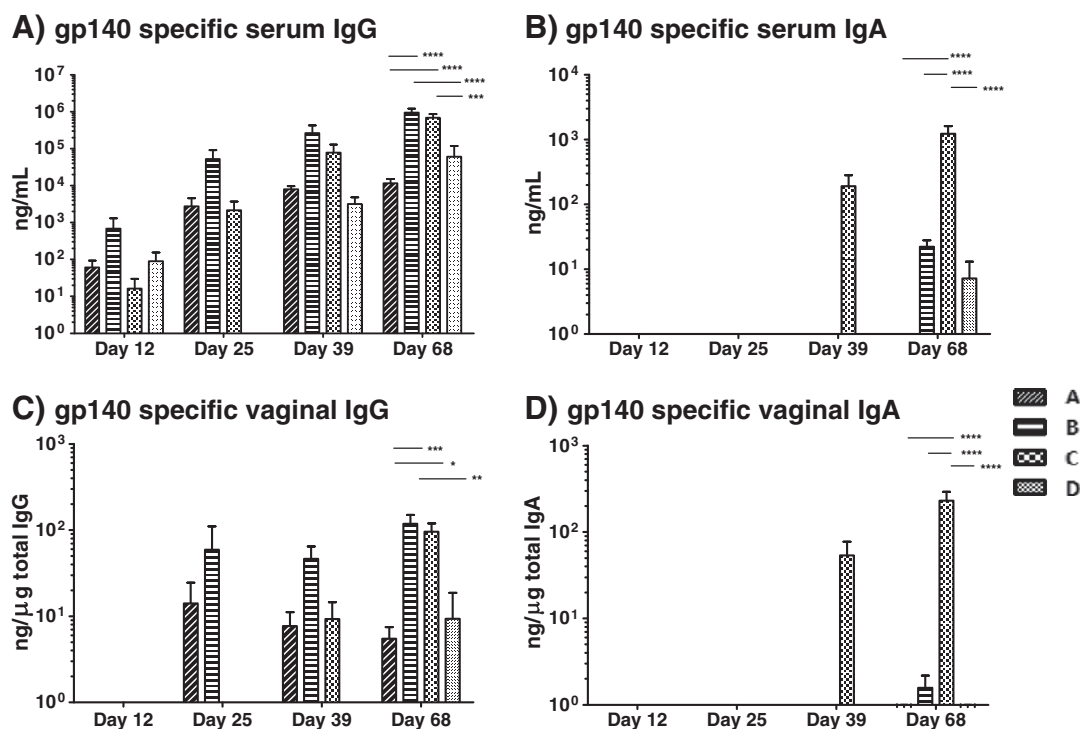 A) gp140 specific serum IgG
****
****
****
***
10⁷
10⁶
10⁵
10⁴
10³
10²
10¹
10⁰
ng/mL
Day 12 Day 25 Day 39 Day 68
B) gp140 specific serum IgA
****
****
****
10⁴
10³
10²
10¹
10⁰
ng/mL
Day 12 Day 25 Day 39 Day 68
C) gp140 specific vaginal IgG
***
*
**
10³
10²
10¹
10⁰
ng/μg total IgG
Day 12 Day 25 Day 39 Day 68
D) gp140 specific vaginal IgA
****
****
****
10³
10²
10¹
10⁰
ng/μg total IgA
Day 12 Day 25 Day 39 Day 68
A
B
C
D